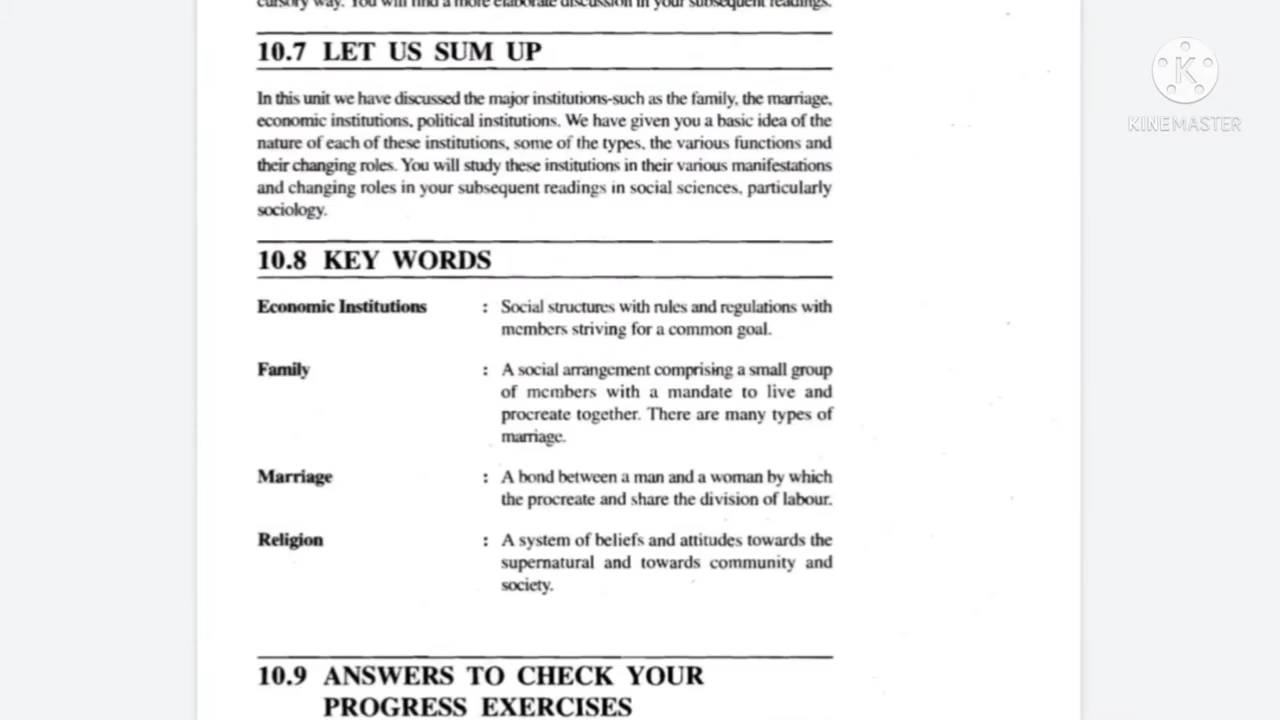 cursory way. You will find a more elaborate discussion in your subsequent readings.
10.7 LET US SUM UP
In this unit we have discussed the major institutions-such as the family, the marriage,
economic institutions, political institutions. We have given you a basic idea of the
nature of each of these institutions, some of the types, the various functions and
their changing roles. You will study these institutions in their various manifestations
and changing roles in your subsequent readings in social sciences, particularly
sociology.
10.8 KEY WORDS
Economic Institutions : Social structures with rules and regulations with
members striving for a common goal.
Family : A social arrangement comprising a small group
of members with a mandate to live and
procreate together. There are many types of
marriage.
Marriage : A bond between a man and a woman by which
the procreate and share the division of labour.
Religion : A system of beliefs and attitudes towards the
supernatural and towards community and
society.
10.9 ANSWERS TO CHECK YOUR
PROGRESS EXERCISES
K
KINEMASTER